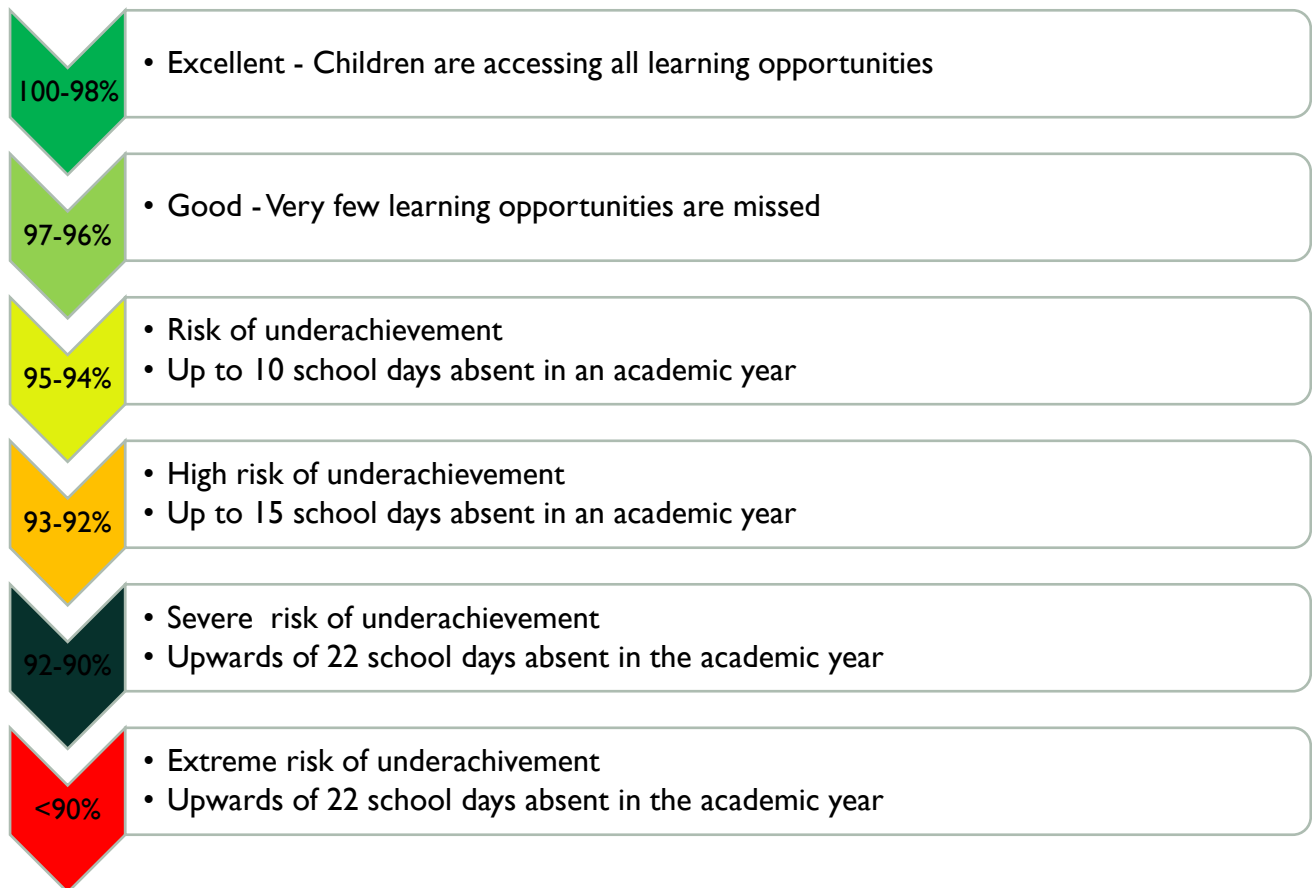 100-98%
• Excellent - Children are accessing all learning opportunities
97-96%
• Good - Very few learning opportunities are missed
95-94%
• Risk of underachievement
• Up to 10 school days absent in an academic year
93-92%
• High risk of underachievement
• Up to 15 school days absent in an academic year
92-90%
• Severe  risk of underachievement
• Upwards of 22 school days absent in the academic year
<90%
• Extreme risk of underachivement
• Upwards of 22 school days absent in the academic year